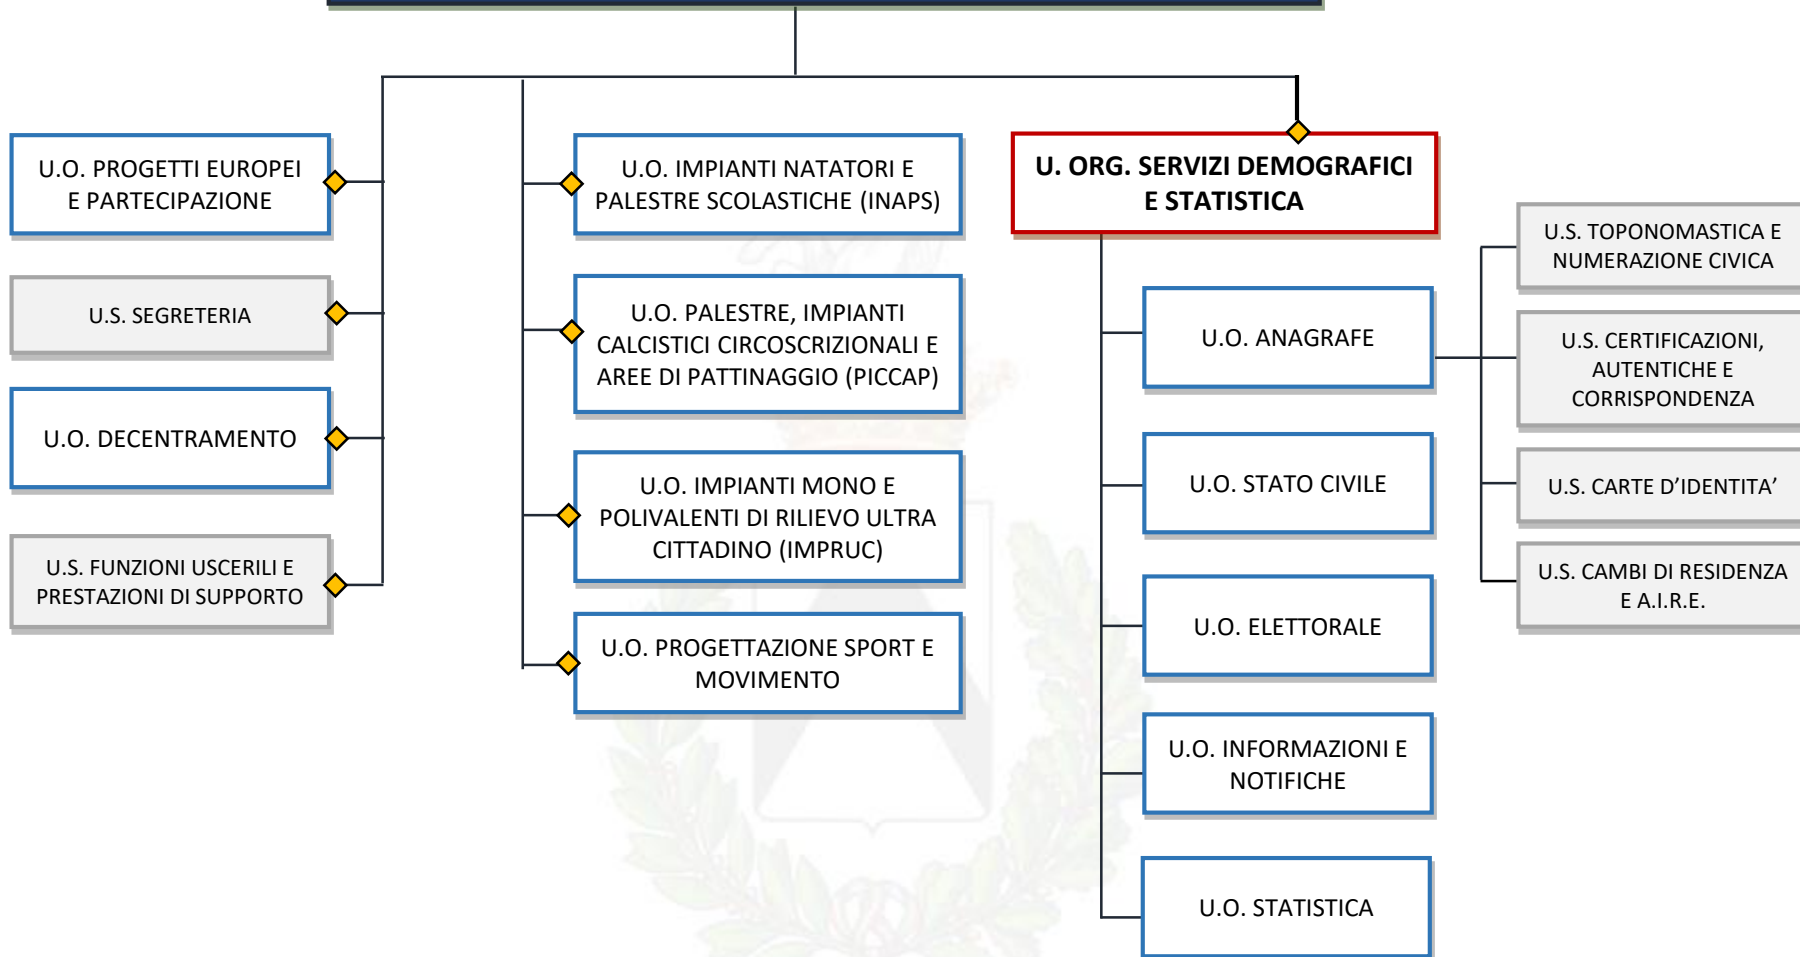 U.O. PROGETTI EUROPEI
E PARTECIPAZIONE
U.S. SEGRETERIA
U.O. DECENTRAMENTO
U.S. FUNZIONI USCERILI E
PRESTAZIONI DI SUPPORTO
U.O. IMPIANTI NATATORI E
PALESTRE SCOLASTICHE (INAPS)
U.O. PALESTRE, IMPIANTI
CALCISTICI CIRCOSCRIZIONALI E
AREE DI PATTINAGGIO (PICCAP)
U.O. IMPIANTI MONO E
POLIVALENTI DI RILIEVO ULTRA
CITTADINO (IMPRUC)
U.O. PROGETTAZIONE SPORT E
MOVIMENTO
U. ORG. SERVIZI DEMOGRAFICI
E STATISTICA
U.O. ANAGRAFE
U.O. STATO CIVILE
U.O. ELETTORALE
U.O. INFORMAZIONI E
NOTIFICHE
U.O. STATISTICA
U.S. TOPONOMASTICA E
NUMERAZIONE CIVICA
U.S. CERTIFICAZIONI,
AUTENTICHE E
CORRISPONDENZA
U.S. CARTE D’IDENTITA’
U.S. CAMBI DI RESIDENZA
E A.I.R.E.